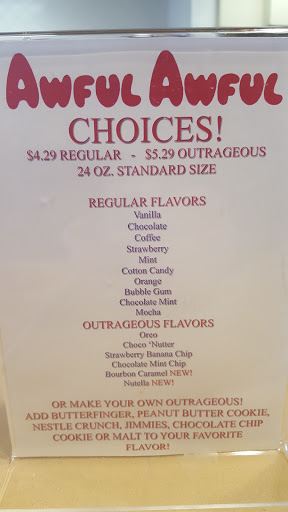 AWFUL AWFUL
CHOICES!
$4.29 REGULAR - $5.29 OUTRAGEOUS
24 OZ. STANDARD SIZE
REGULAR FLAVORS
Vanilla
Chocolate
Coffee
Strawberry
Mint
Cotton Candy
Orange
Bubble Gum
Chocolate Mint
Mocha
OUTRAGEOUS FLAVORS
Oreo
Choco 'Nutter
Strawberry Banana Chip
Chocolate Mint Chip
Bourbon Caramel NEW!
Nutella NEW!
OR MAKE YOUR OWN OUTRAGEOUS!
ADD BUTTERFINGER, PEANUT BUTTER COOKIE,
NESTLE CRUNCH, JIMMIES, CHOCOLATE CHIP
COOKIE OR MALT TO YOUR FAVORITE
FLAVOR!